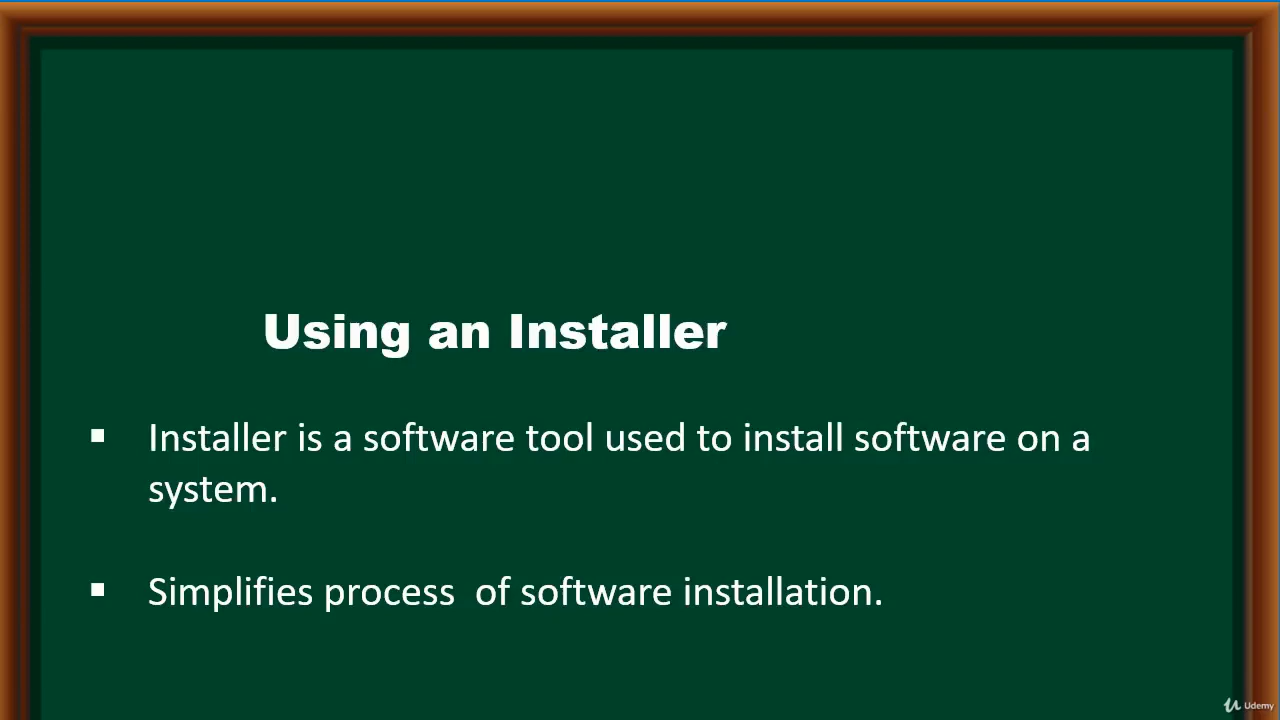 Using an Installer
▪ Installer is a software tool used to install software on a
system.
▪ Simplifies process of software installation.
Udemy